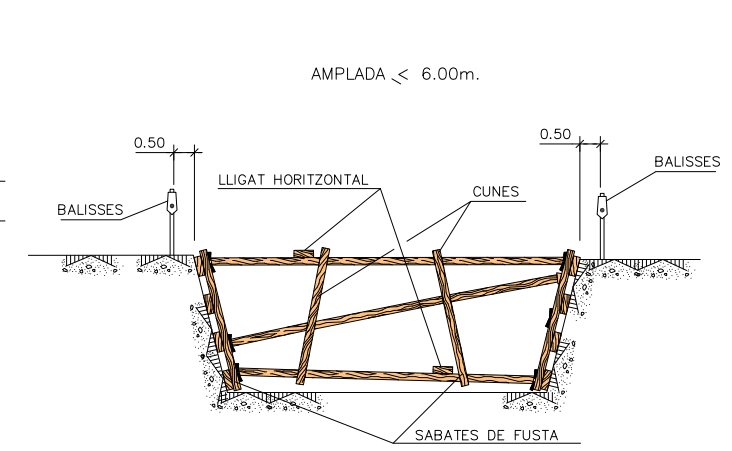 AMPLADA ≤ 6.00m.
0.50
0.50
BALISSES
LLIGAT HORITZONTAL
CUNES
BALISSES
SABATES DE FUSTA